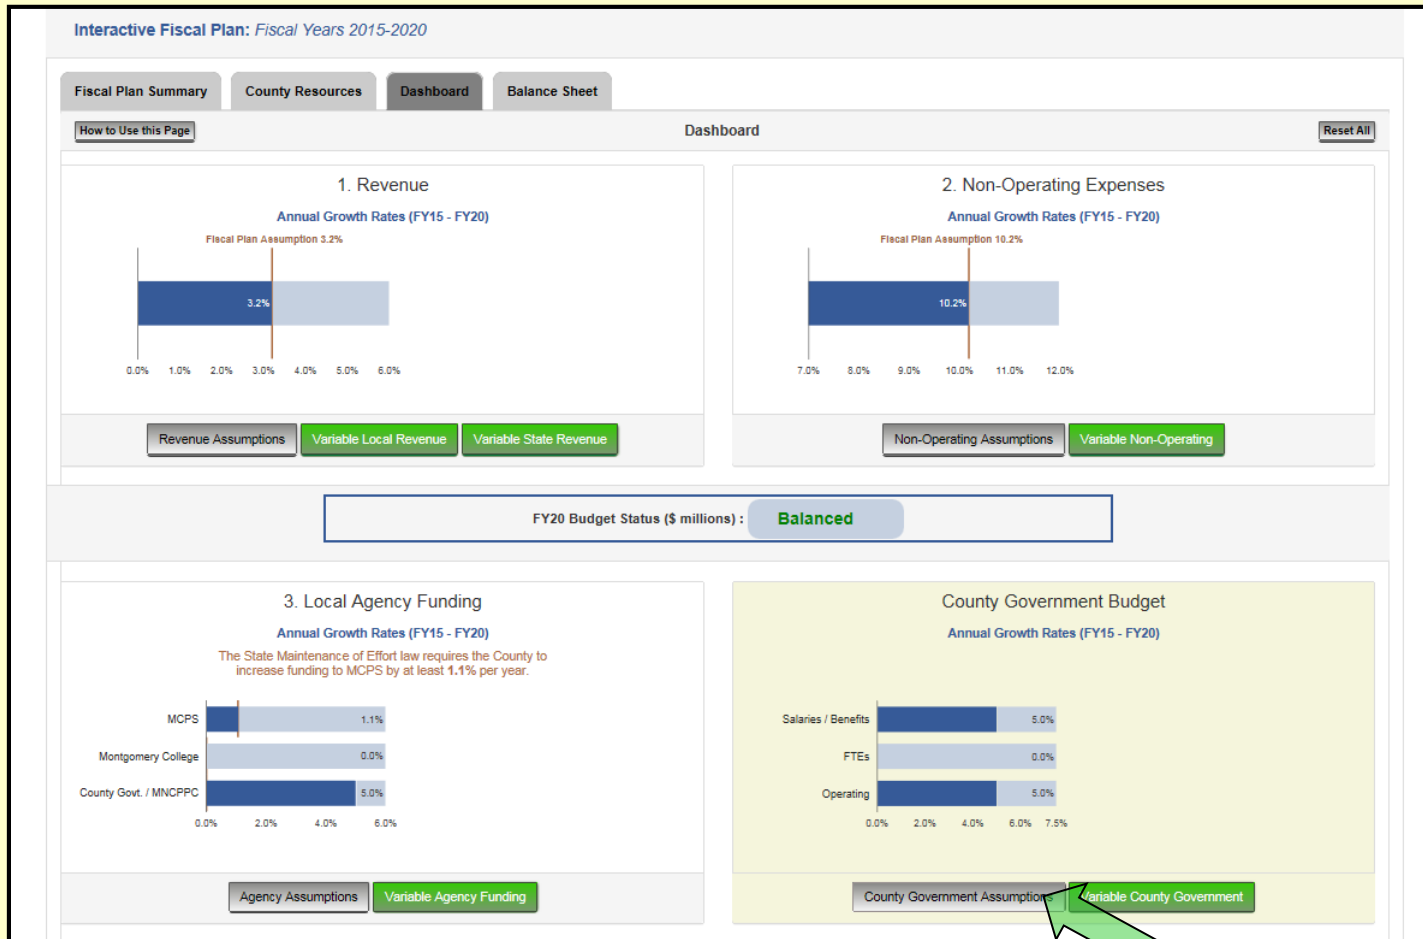 Interactive Fiscal Plan: Fiscal Years 2015-2020
Fiscal Plan Summary County Resources Dashboard Balance Sheet
How to Use this Page Dashboard Reset All
1. Revenue
Annual Growth Rates (FY15 - FY20)
Fiscal Plan Assumption 3.2%
3.2%
0.0% 1.0% 2.0% 3.0% 4.0% 5.0% 6.0%
Revenue Assumptions Variable Local Revenue Variable State Revenue
2. Non-Operating Expenses
Annual Growth Rates (FY15 - FY20)
Fiscal Plan Assumption 10.2%
10.2%
7.0% 8.0% 9.0% 10.0% 11.0% 12.0%
Non-Operating Assumptions Variable Non-Operating
FY20 Budget Status ($ millions) : Balanced
3. Local Agency Funding
Annual Growth Rates (FY15 - FY20)
The State Maintenance of Effort law requires the County to
increase funding to MCPS by at least 1.1% per year.
MCPS 1.1%
Montgomery College 0.0%
County Govt. / MNCPPC 5.0%
0.0% 2.0% 4.0% 6.0%
Agency Assumptions Variable Agency Funding
County Government Budget
Annual Growth Rates (FY15 - FY20)
Salaries / Benefits 5.0%
FTEs 0.0%
Operating 5.0%
0.0% 2.0% 4.0% 6.0% 7.5%
County Government Assumptions Variable County Government